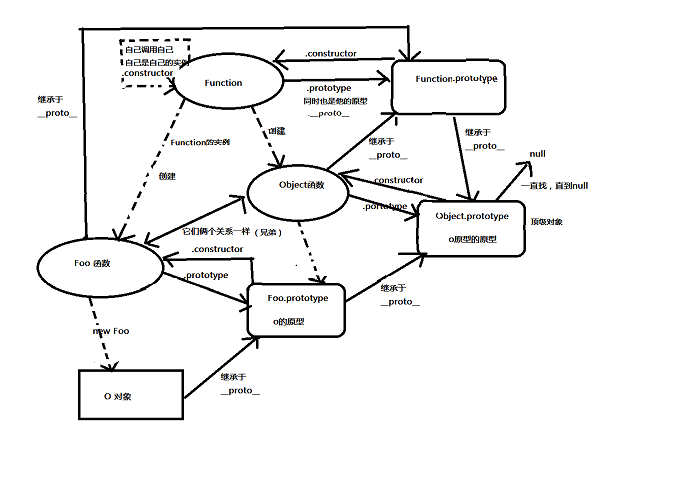 自己调用自己
自己是自己的实例
.constructor
Function
.constructor
.prototype
同时也是他的原型
.__proto__
Function.prototype
继承于
__proto__
Function的实例
创建
创建
继承于
__proto__
继承于
__proto__
null
一直找，直到null
Object函数
.constructor
.portotype
Object.prototype
o原型的原型
顶级对象
它们俩个关系一样（兄弟）
Foo 函数
.constructor
.prototype
Foo.prototype
o的原型
继承于
__proto__
new Foo
O 对象
继承于
__proto__